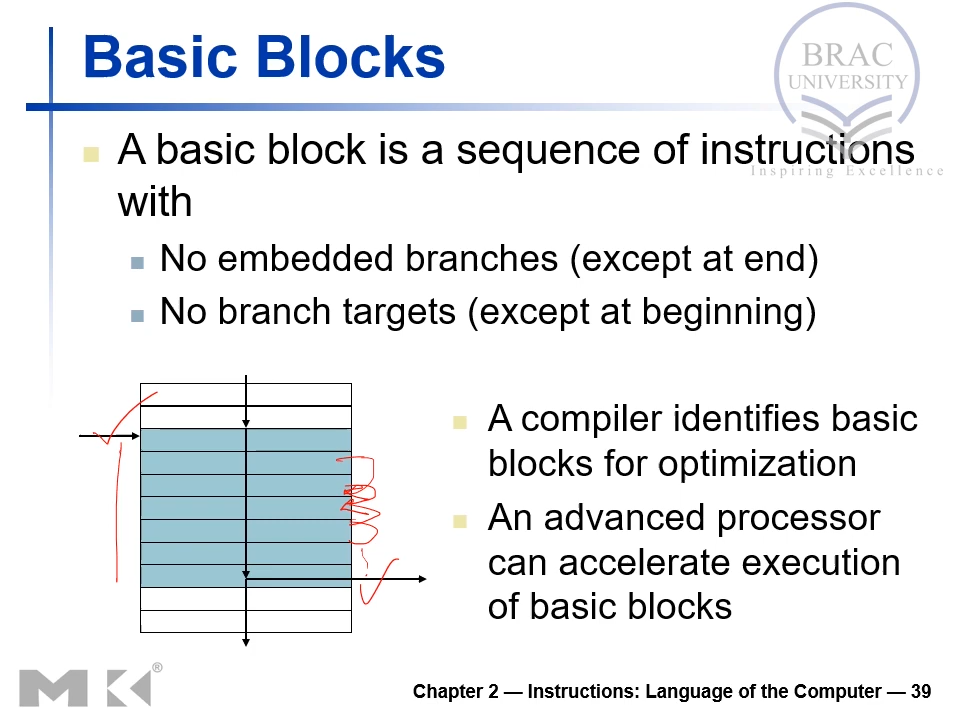 Basic Blocks
BRAC
UNIVERSITY
Inspiring Excellence
A basic block is a sequence of instructions
with
No embedded branches (except at end)
No branch targets (except at beginning)
A compiler identifies basic
blocks for optimization
An advanced processor
can accelerate execution
of basic blocks
MK®
Chapter 2 — Instructions: Language of the Computer — 39